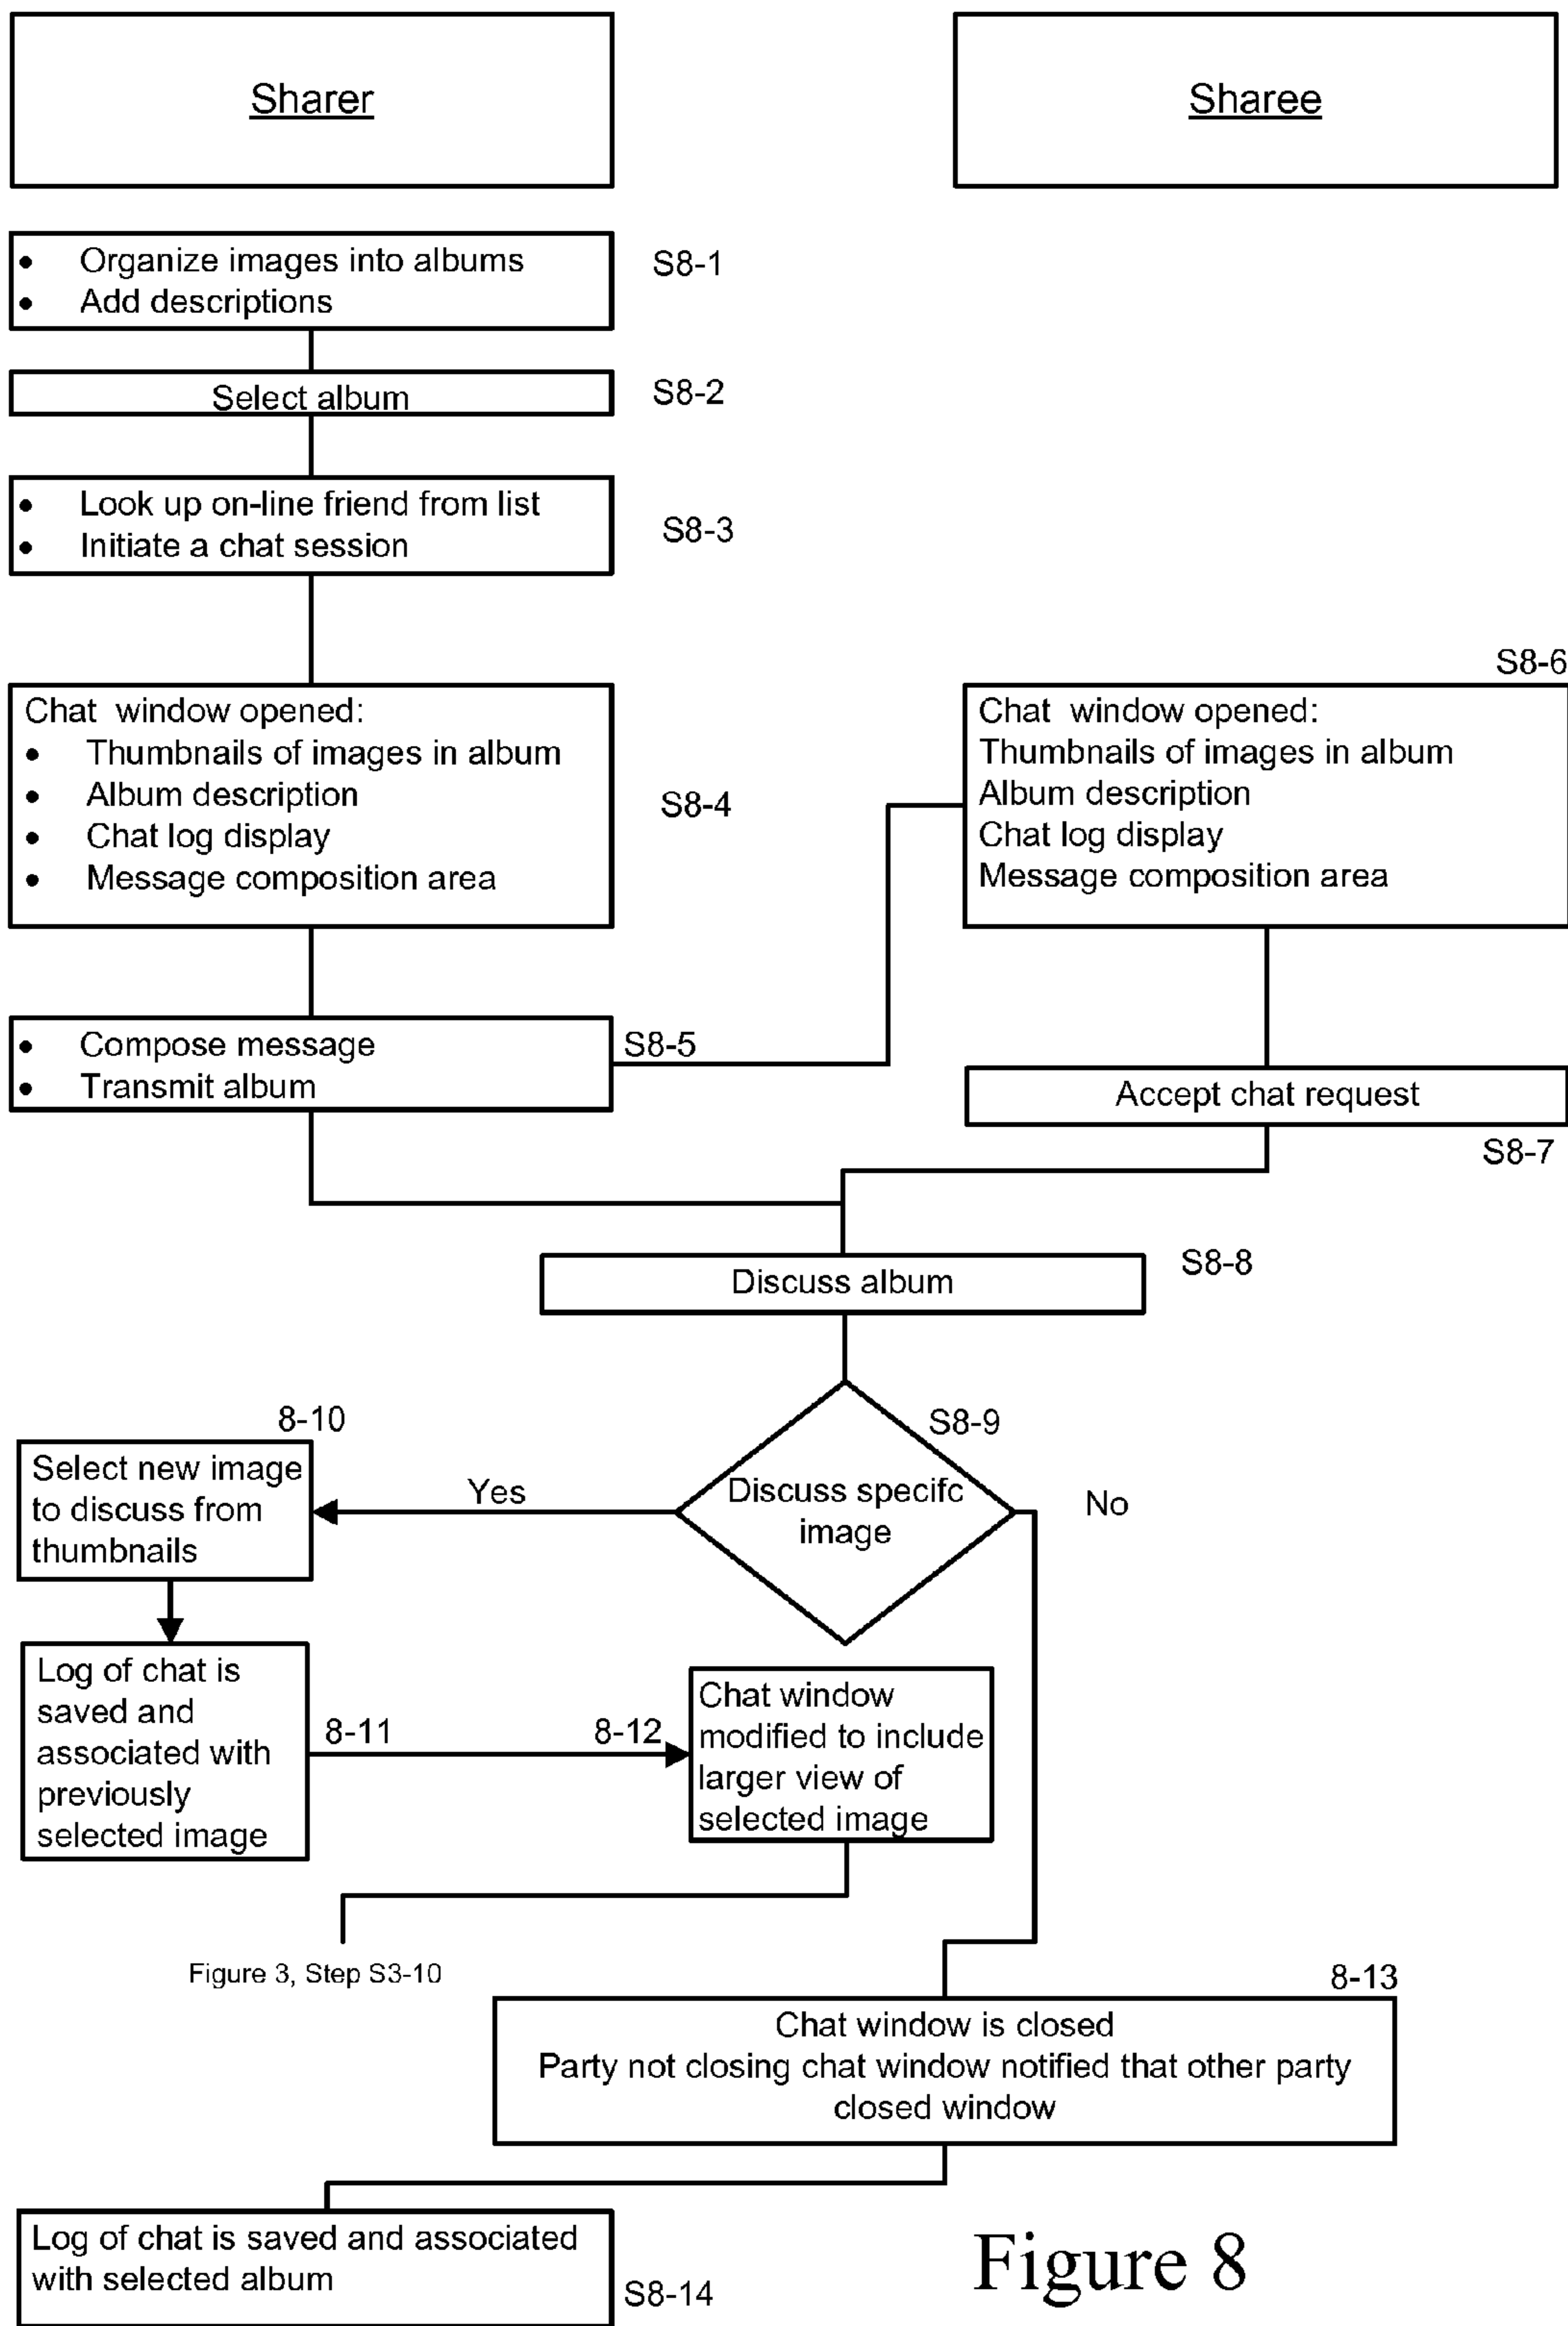 Sharer
Sharee
• Organize images into albums
• Add descriptions
S8-1
Select album
S8-2
• Look up on-line friend from list
• Initiate a chat session
S8-3
Chat window opened:
• Thumbnails of images in album
• Album description
• Chat log display
• Message composition area
S8-4
S8-6
Chat window opened:
Thumbnails of images in album
Album description
Chat log display
Message composition area
• Compose message
• Transmit album
S8-5
Accept chat request
S8-7
Discuss album
S8-8
S8-9
Discuss specifc
image
Yes
No
8-10
Select new image
to discuss from
thumbnails
Log of chat is
saved and
associated with
previously
selected image
8-11
8-12
Chat window
modified to include
larger view of
selected image
Figure 3, Step S3-10
8-13
Chat window is closed
Party not closing chat window notified that other party
closed window
Log of chat is saved and associated
with selected album
S8-14
Figure 8